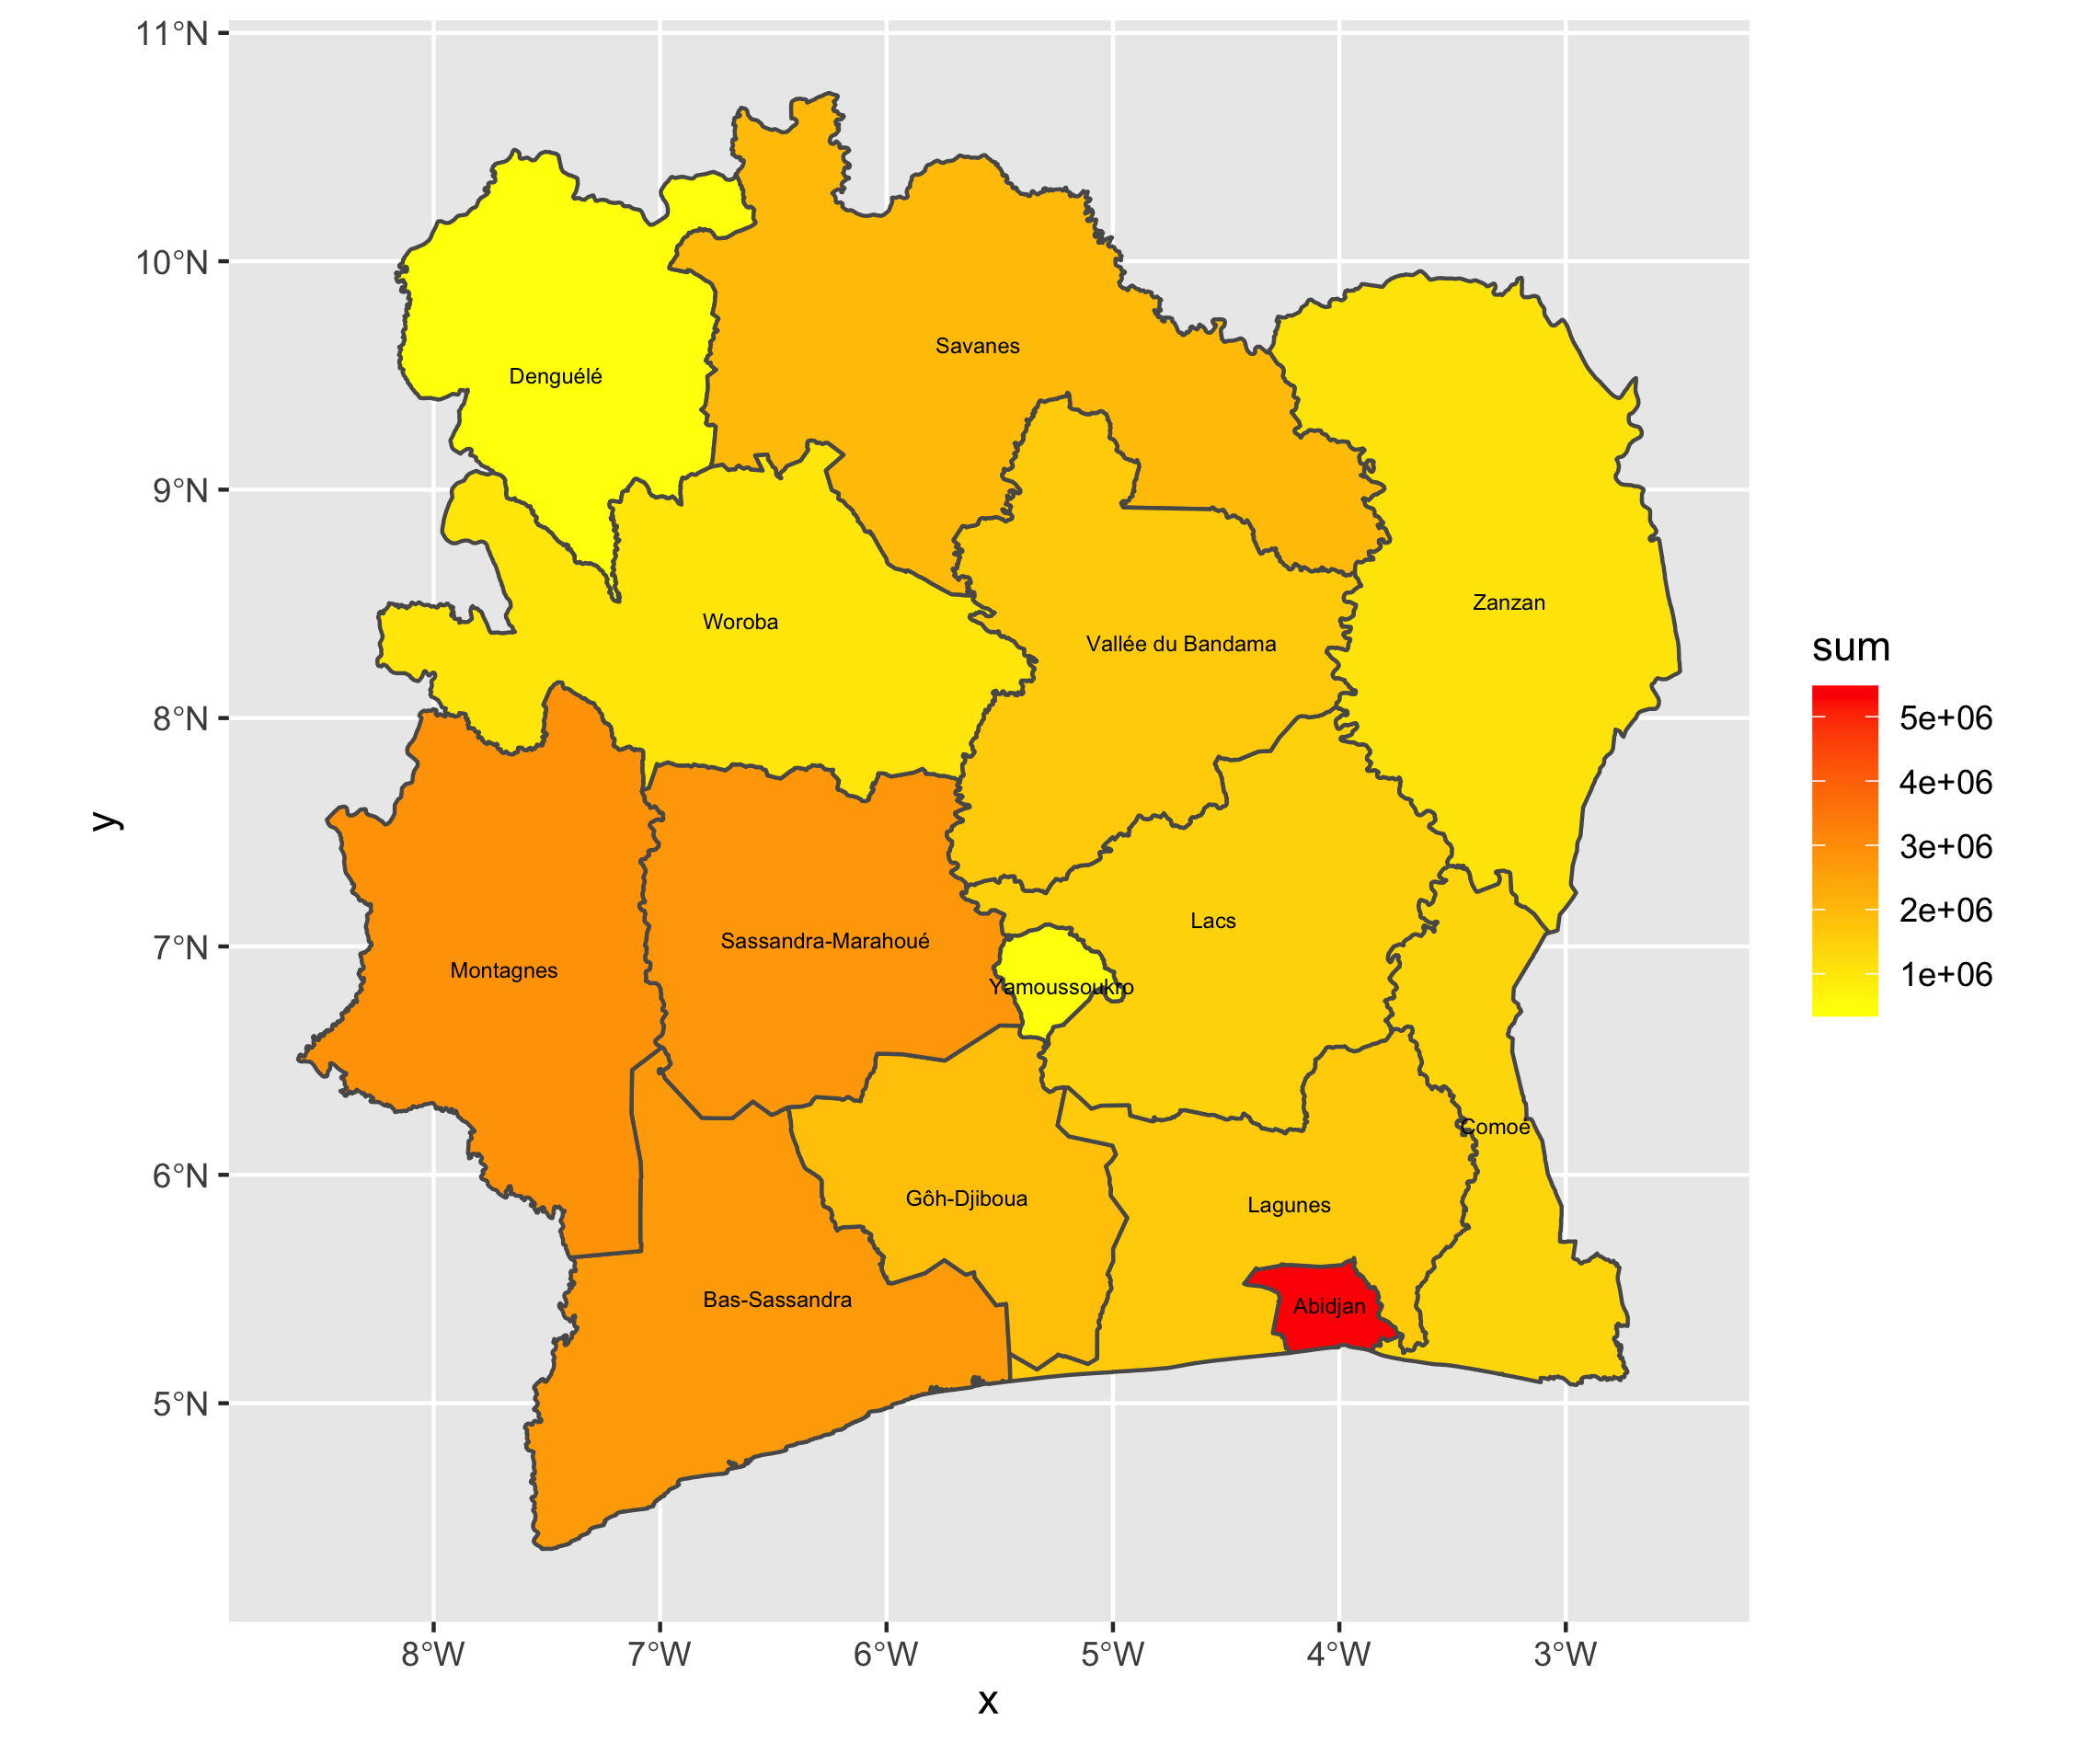 11°N
10°N
9°N
8°N
7°N
6°N
5°N
y
Savanes
Denguélé
Zanzan
Woroba
Vallée du Bandama
Lacs
Sassandra-Marahoué
Montagnes
Yamoussoukro
Comoé
Gôh-Djiboua
Lagunes
Bas-Sassandra
Abidjan
8°W 7°W 6°W 5°W 4°W 3°W
x
sum
5e+06
4e+06
3e+06
2e+06
1e+06